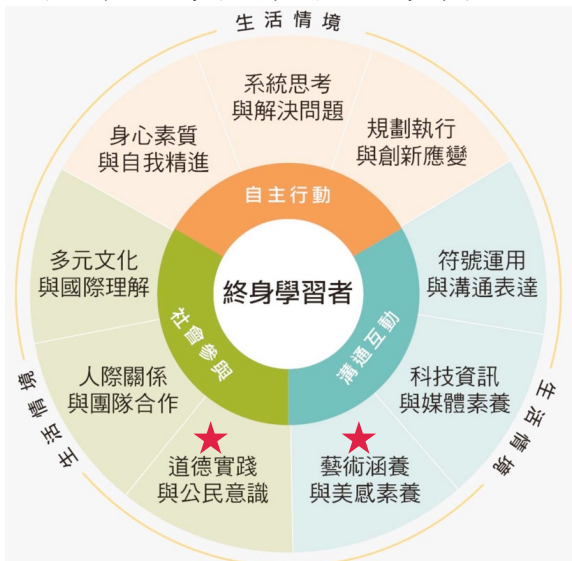 生活情境
系統思考
與解決問題
身心素質
與自我精進
規劃執行
與創新應變
自主行動
多元文化
與國際理解
符號運用
與溝通表達
終身學習者
社會參與
溝通互動
人際關係
與團隊合作
科技資訊
與媒體素養
生活情境
生活情境
道德實踐
與公民意識
藝術涵養
與美感素養